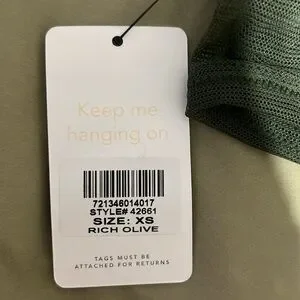 Keep me
hanging on
721346014017
STYLE# 42661
SIZE: XS
RICH OLIVE
TAGS MUST BE
ATTACHED FOR RETURNS